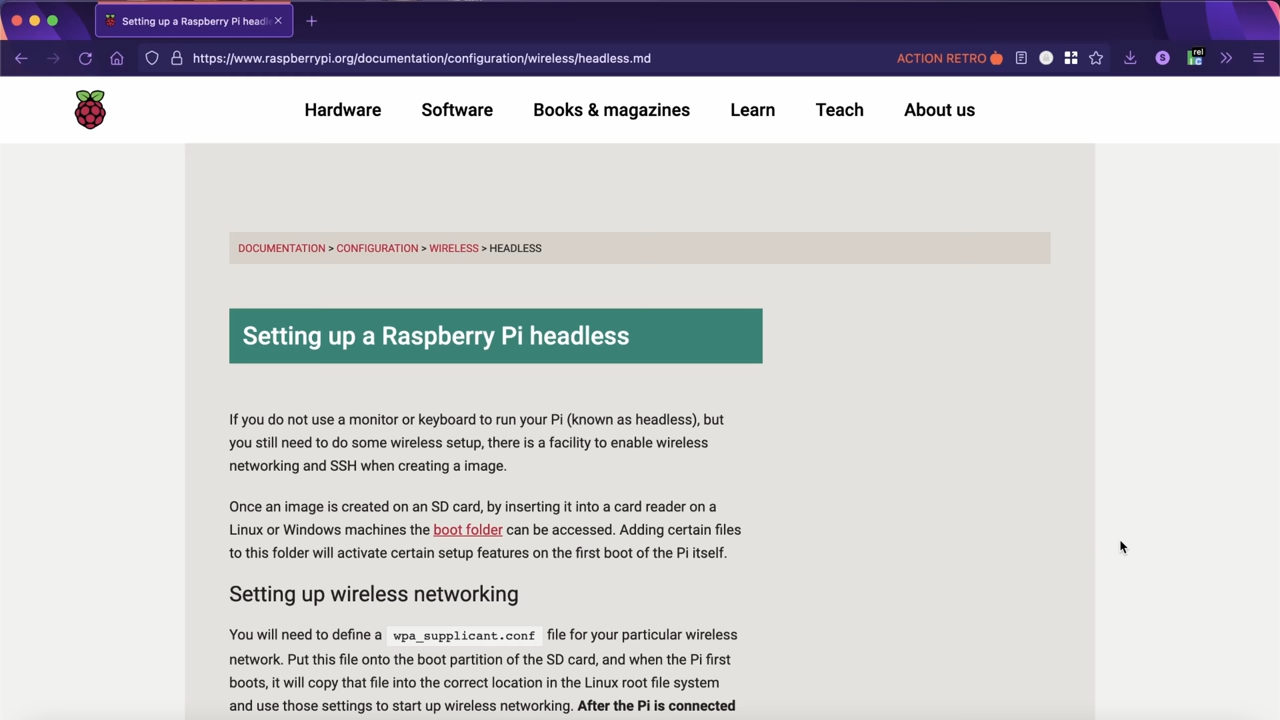 Setting up a Raspberry Pi headl
https://www.raspberrypi.org/documentation/configuration/wireless/headless.md
ACTION RETRO
S
rel
Hardware Software Books & magazines Learn Teach About us
DOCUMENTATION > CONFIGURATION > WIRELESS > HEADLESS
Setting up a Raspberry Pi headless
If you do not use a monitor or keyboard to run your Pi (known as headless), but
you still need to do some wireless setup, there is a facility to enable wireless
networking and SSH when creating a image.
Once an image is created on an SD card, by inserting it into a card reader on a
Linux or Windows machines the boot folder can be accessed. Adding certain files
to this folder will activate certain setup features on the first boot of the Pi itself.
Setting up wireless networking
You will need to define a wpa_supplicant.conf file for your particular wireless
network. Put this file onto the boot partition of the SD card, and when the Pi first
boots, it will copy that file into the correct location in the Linux root file system
and use those settings to start up wireless networking. After the Pi is connected